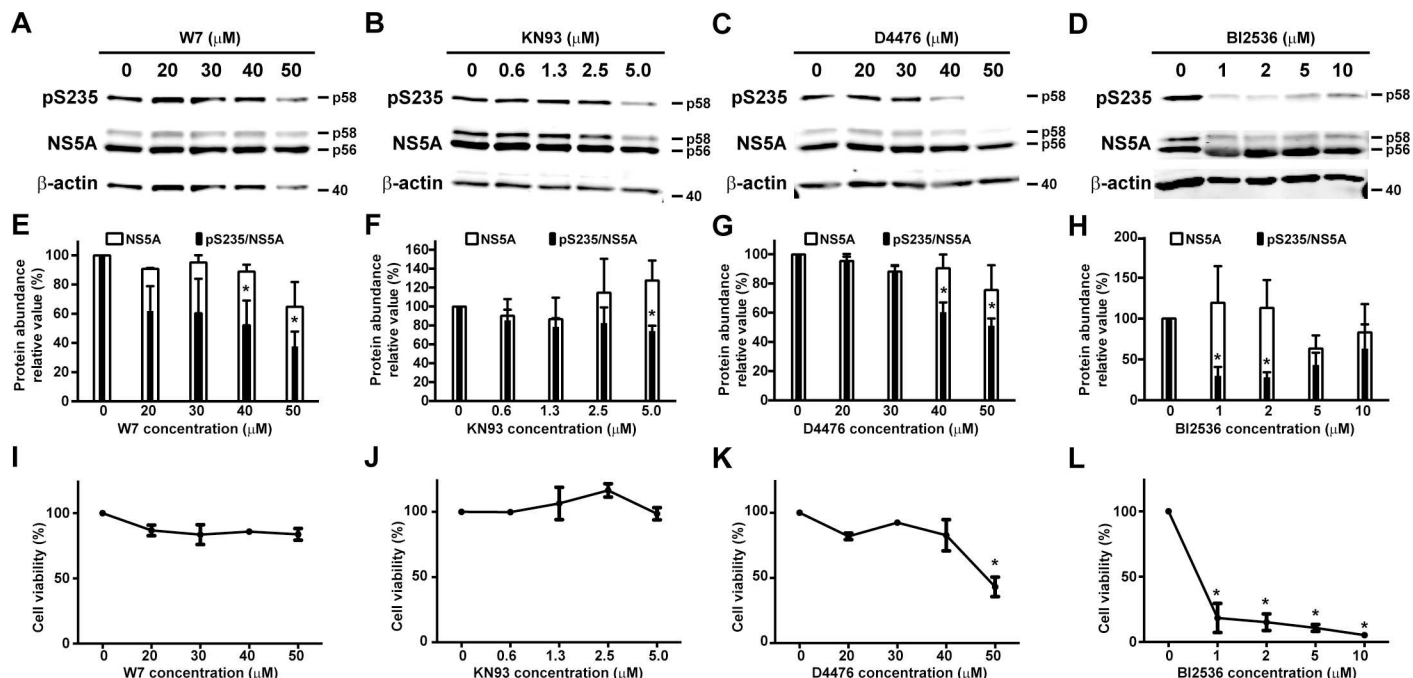 A
W7 (μM)
0 20 30 40 50
pS235
p58
NS5A
p58
p56
β-actin
40
B
KN93 (μM)
0 0.6 1.3 2.5 5.0
p58
p58
p56
40
C
D4476 (μM)
0 20 30 40 50
pS235
p58
NS5A
p58
p56
β-actin
40
D
BI2536 (μM)
0 1 2 5 10
pS235
p58
NS5A
p58
p56
β-actin
40
E
NS5A pS235/NS5A
Protein abundance
relative value (%)
100
80
60
40
20
0
* *
0 20 30 40 50
W7 concentration (μM)
F
NS5A pS235/NS5A
Protein abundance
relative value (%)
160
140
120
100
80
60
40
20
0
*
0 0.6 1.3 2.5 5.0
KN93 concentration (μM)
G
NS5A pS235/NS5A
Protein abundance
relative value (%)
100
80
60
40
20
0
* *
0 20 30 40 50
D4476 concentration (μM)
H
NS5A pS235/NS5A
Protein abundance
relative value (%)
200
150
100
50
0
* *
0 1 2 5 10
BI2536 concentration (μM)
I
Cell viability (%)
100
50
0
0 20 30 40 50
W7 concentration (μM)
J
Cell viability (%)
100
50
0
0 0.6 1.3 2.5 5.0
KN93 concentration (μM)
K
Cell viability (%)
100
50
0
*
0 20 30 40 50
D4476 concentration (μM)
L
Cell viability (%)
100
50
0
* * * *
0 1 2 5 10
BI2536 concentration (μM)